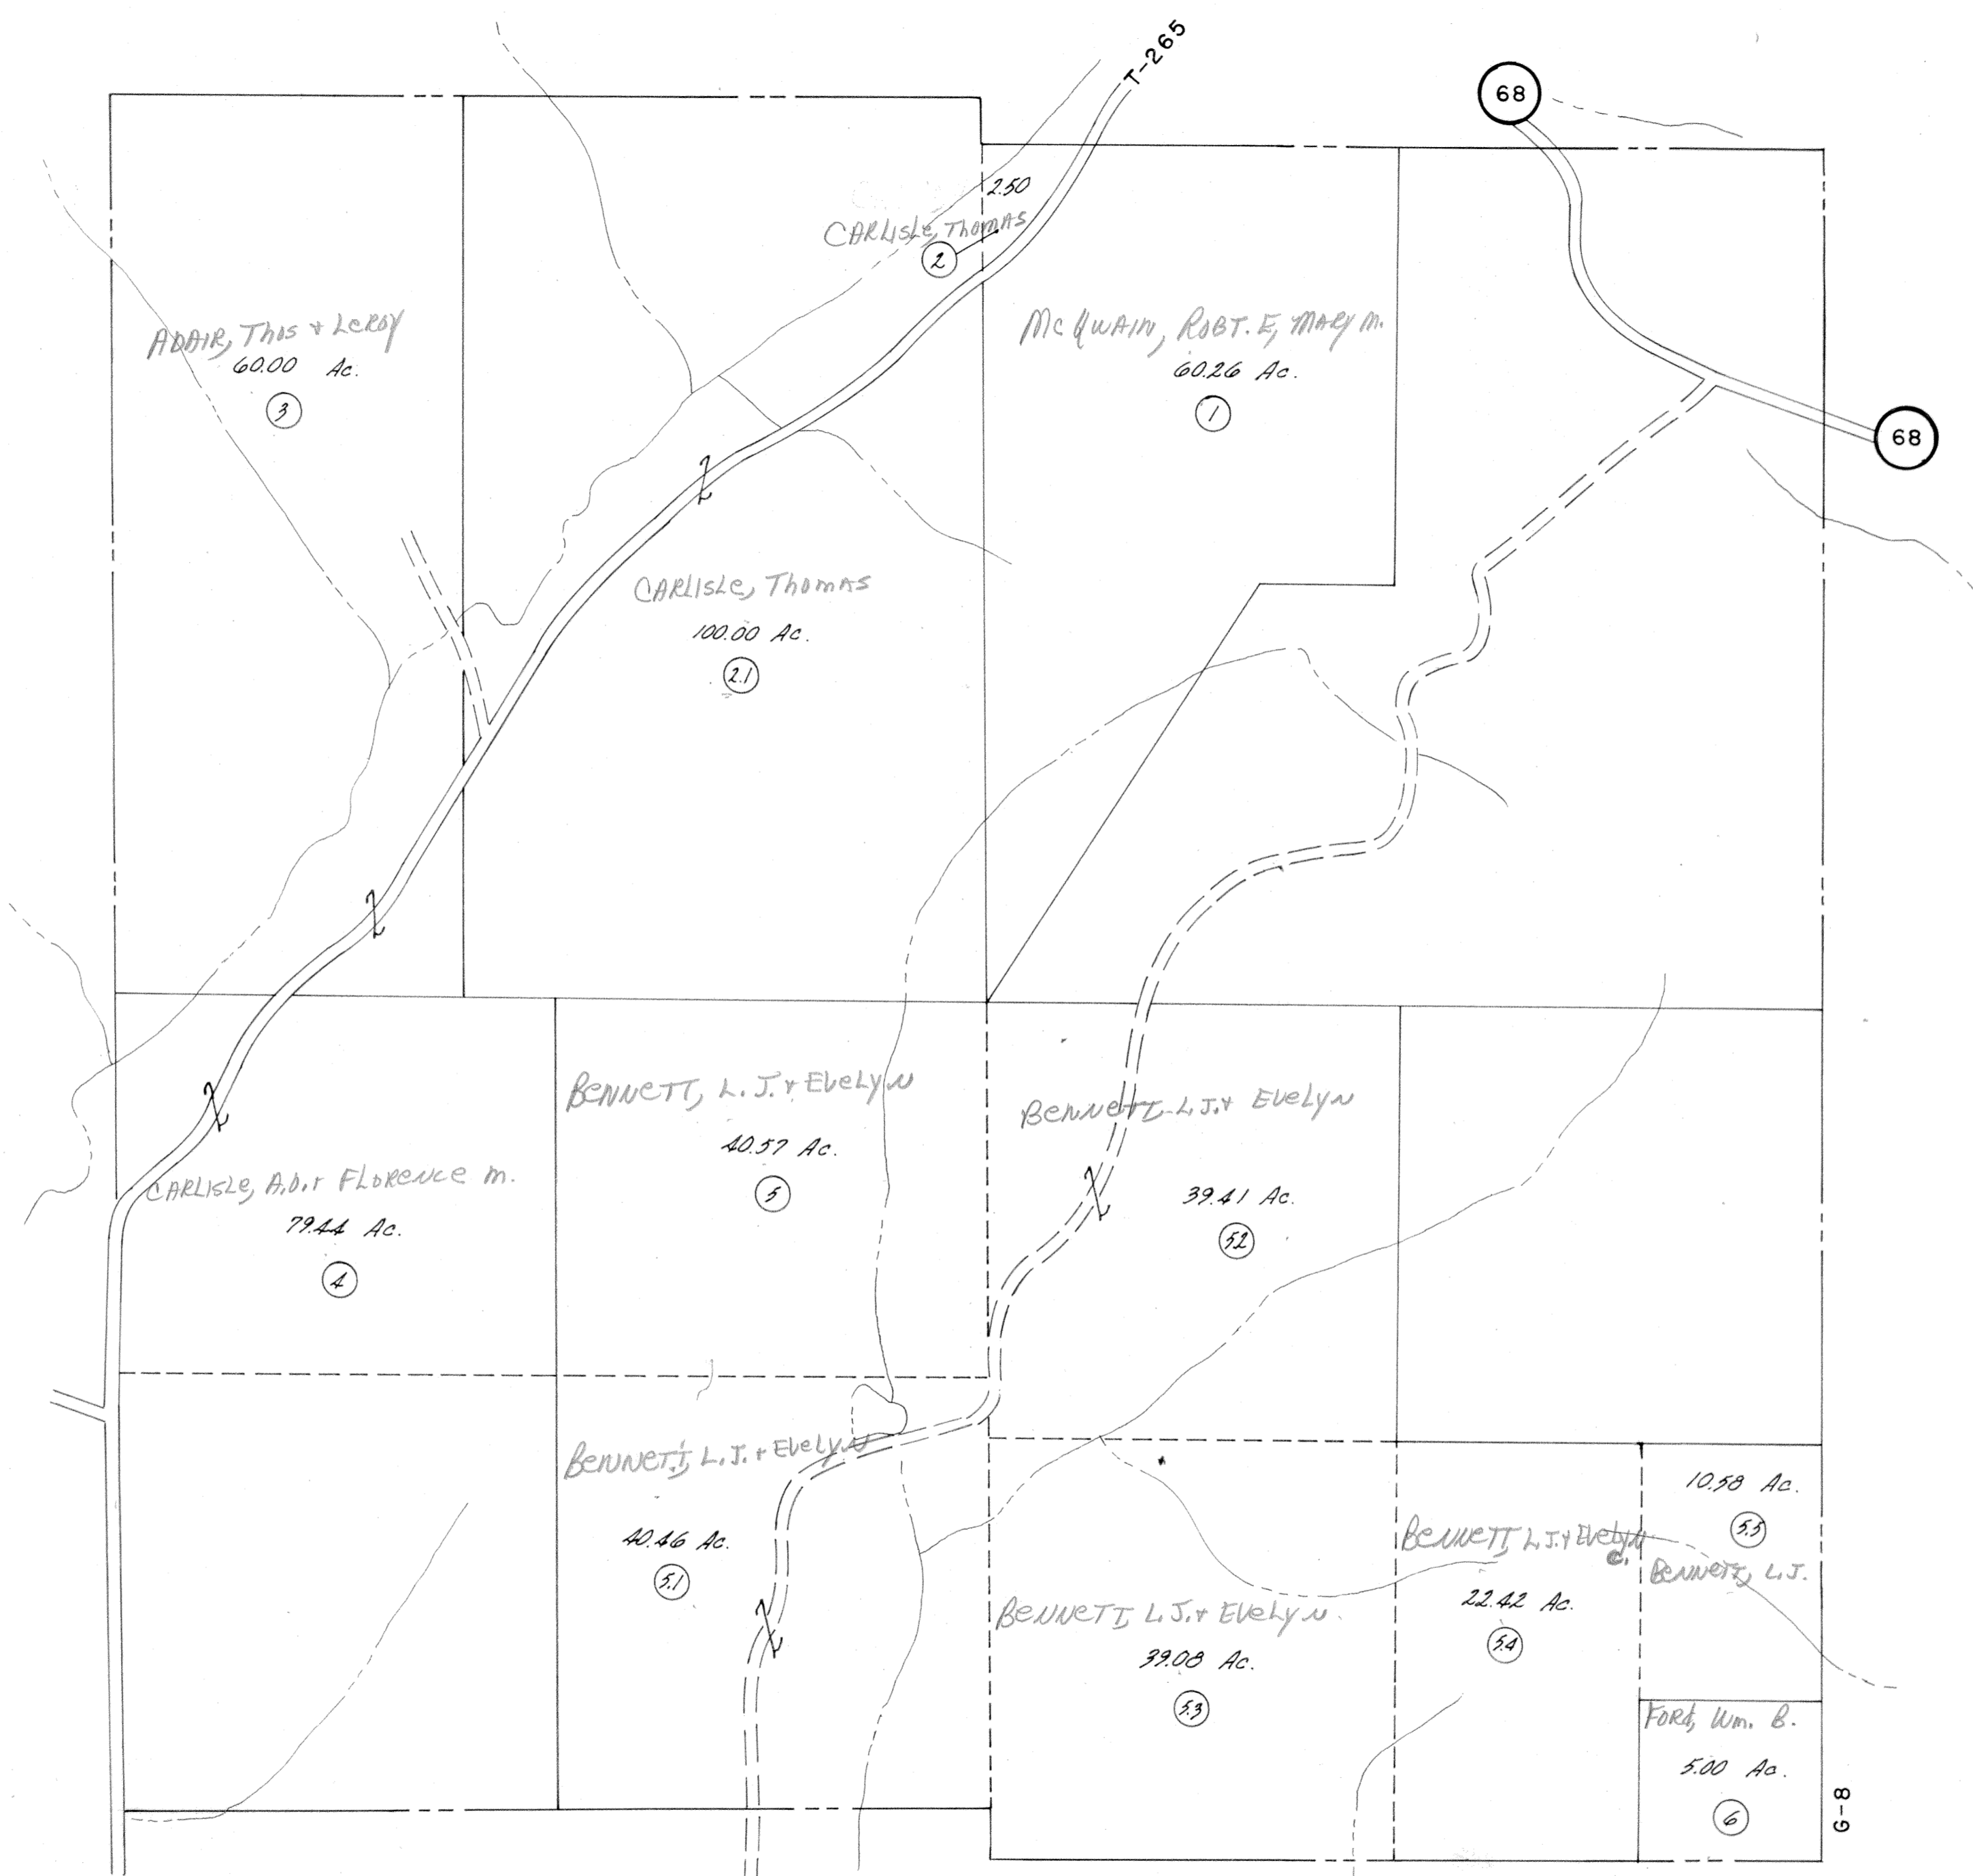 T-265
68
2.50
CARLISLE, THOMAS
2
ADAIR, Thos + LeROY
60.00 Ac.
3
McQWAIN, ROBT. E, MARY M.
60.26 Ac.
1
68
CARLISLE, THOMAS
100.00 Ac.
2.1
BENNETT, L. J. + EVELYN
40.57 Ac.
5
BENNETT L. J. + EVELYN
39.41 Ac.
5.2
CARLISLE, A.D. + FLORENCE M.
79.44 Ac.
4
BENNETT, L. J. + EVELYN
40.46 Ac.
5.1
10.58 Ac.
5.5
BENNETT, L. J.
BENNETT, L J. + EVELYN
C.
22.42 Ac.
5.4
BENNETT, L. J. + EVELYN.
39.08 Ac.
5.3
FORD, Wm. B.
5.00 Ac.
6
G-8